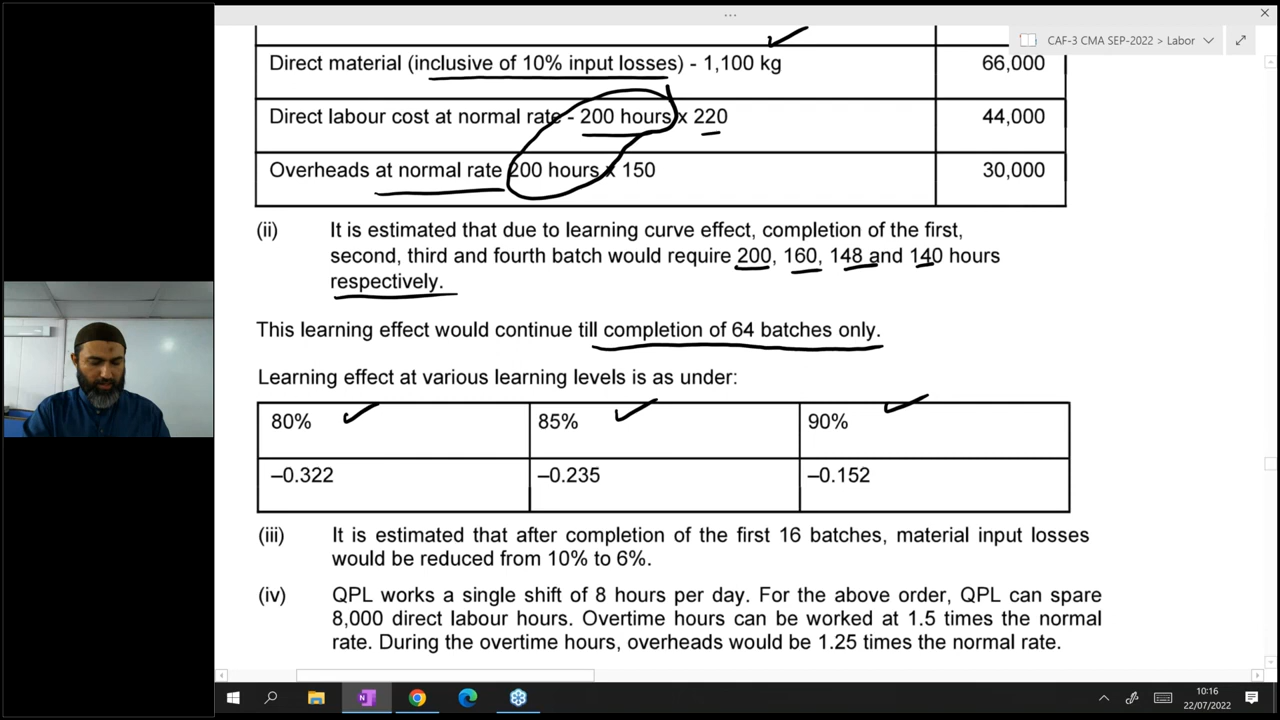 CAF-3 CMA SEP-2022 > Labor
Direct material (inclusive of 10% input losses) - 1,100 kg 66,000
Direct labour cost at normal rate - 200 hours x 220 44,000
Overheads at normal rate 200 hours x 150 30,000
(ii) It is estimated that due to learning curve effect, completion of the first,
second, third and fourth batch would require 200, 160, 148 and 140 hours
respectively.
This learning effect would continue till completion of 64 batches only.
Learning effect at various learning levels is as under:
80% 85% 90%
–0.322 –0.235 –0.152
(iii) It is estimated that after completion of the first 16 batches, material input losses
would be reduced from 10% to 6%.
(iv) QPL works a single shift of 8 hours per day. For the above order, QPL can spare
8,000 direct labour hours. Overtime hours can be worked at 1.5 times the normal
rate. During the overtime hours, overheads would be 1.25 times the normal rate.
10:16
22/07/2022